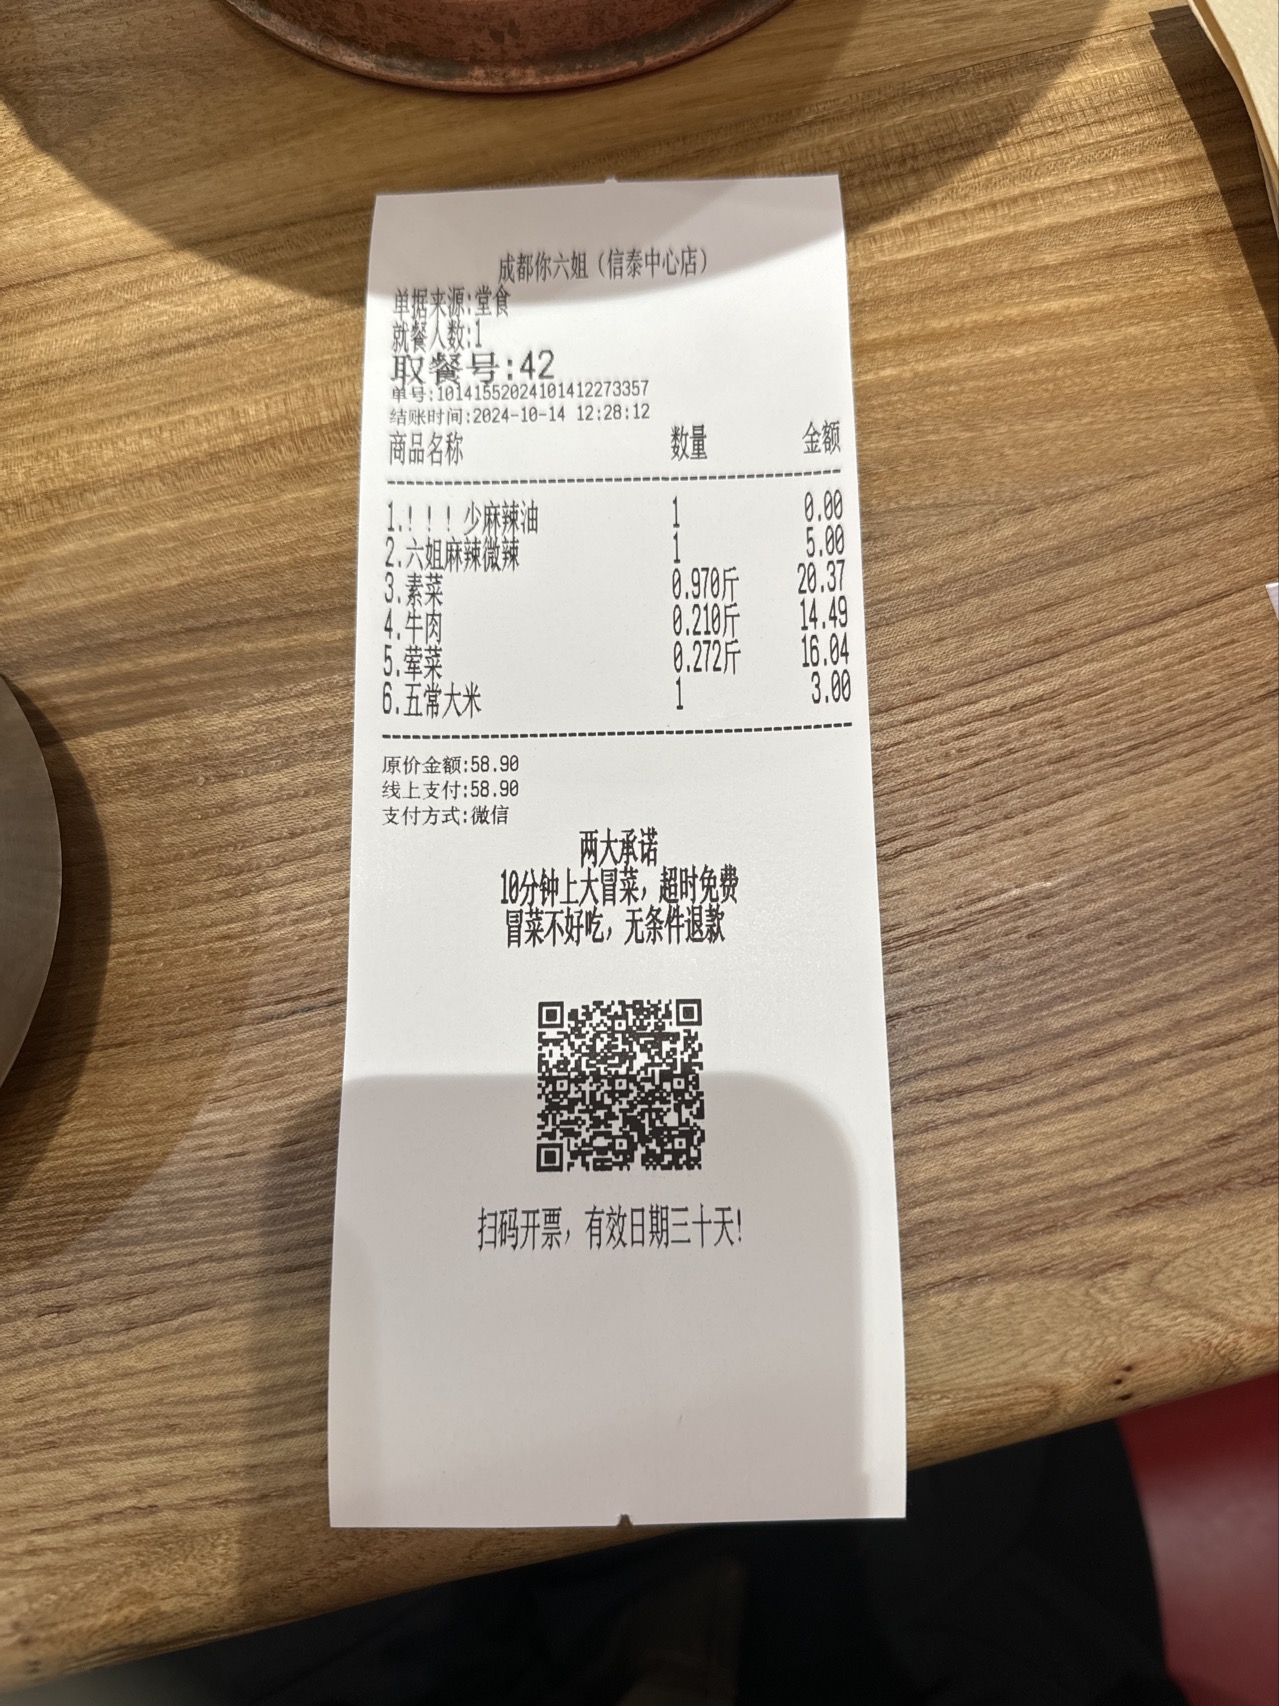 成都你六姐（信泰中心店）
单据来源:堂食
就餐人数:1
取餐号:42
单号:10141552024101412273357
结账时间:2024-10-14 12:28:12
商品名称 数量 金额
1.！！！少麻辣油 1 0.00
2.六姐麻辣微辣 1 5.00
3.素菜 0.970斤 20.37
4.牛肉 0.210斤 14.49
5.荤菜 0.272斤 16.04
6.五常大米 1 3.00
原价金额:58.90
线上支付:58.90
支付方式:微信
两大承诺
10分钟上大冒菜，超时免费
冒菜不好吃，无条件退款
扫码开票，有效日期三十天！